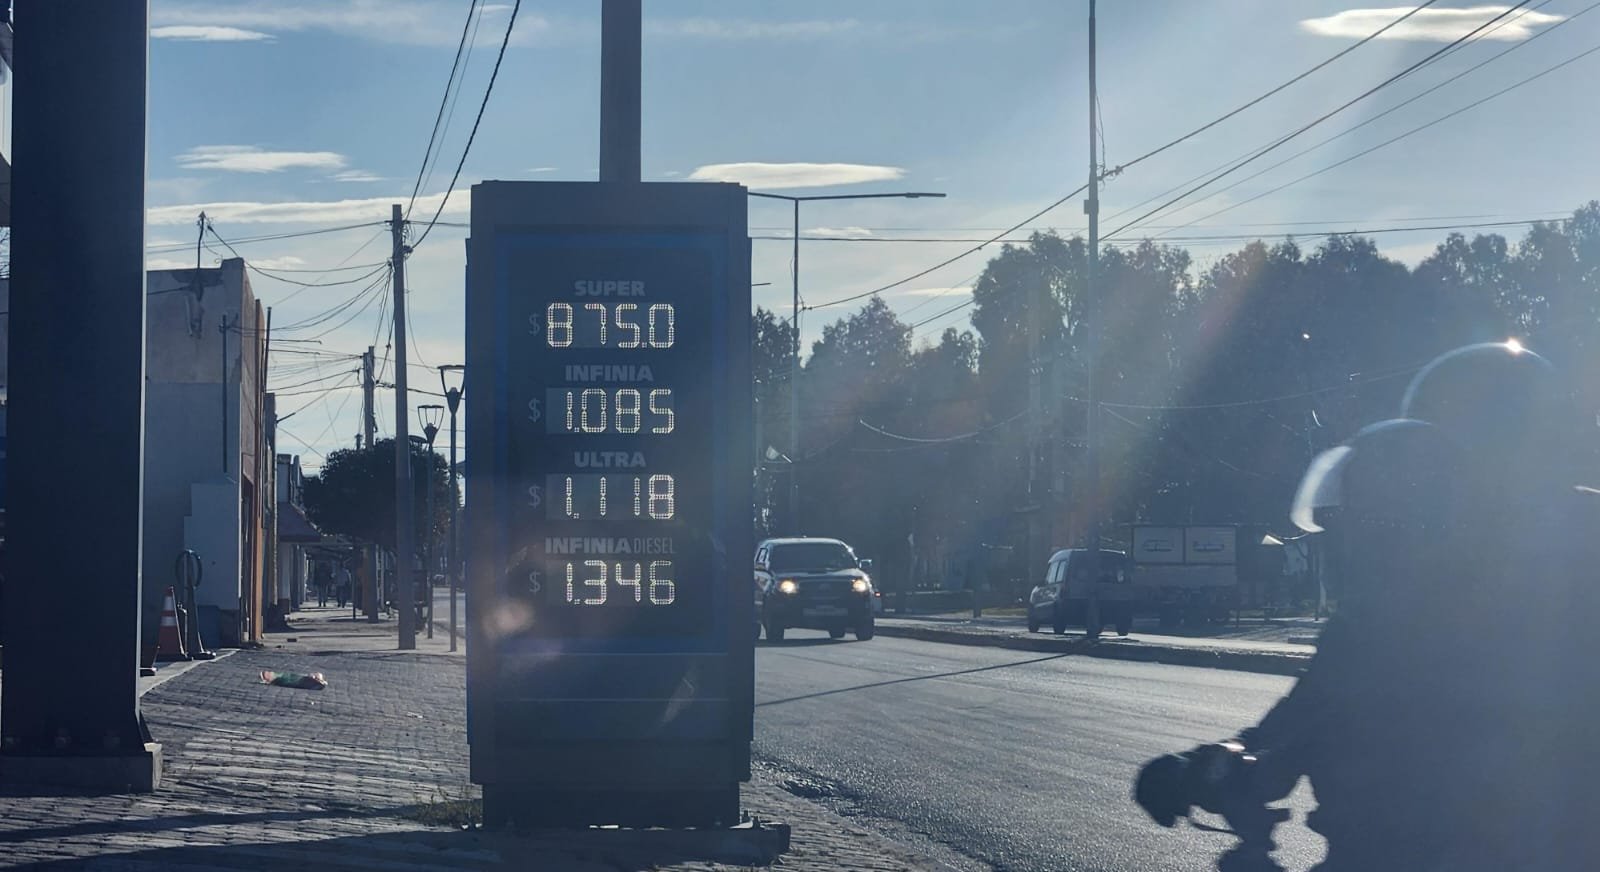 SUPER
$ 875.0
INFINIA
$ 1.085
ULTRA
$ 1.118
INFINIA DIESEL
$ 1.346